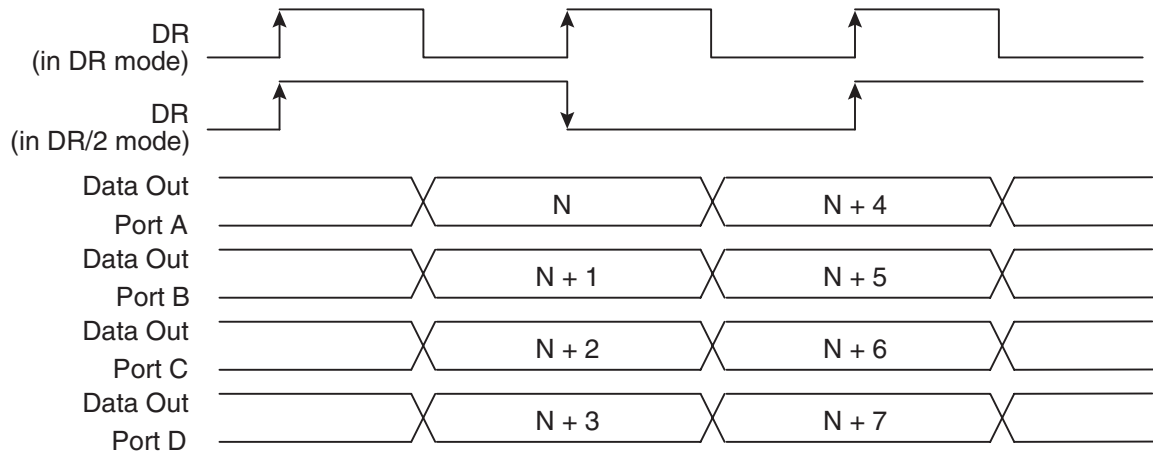 DR
(in DR mode)
DR
(in DR/2 mode)
Data Out
Port A
N
N + 4
Data Out
Port B
N + 1
N + 5
Data Out
Port C
N + 2
N + 6
Data Out
Port D
N + 3
N + 7